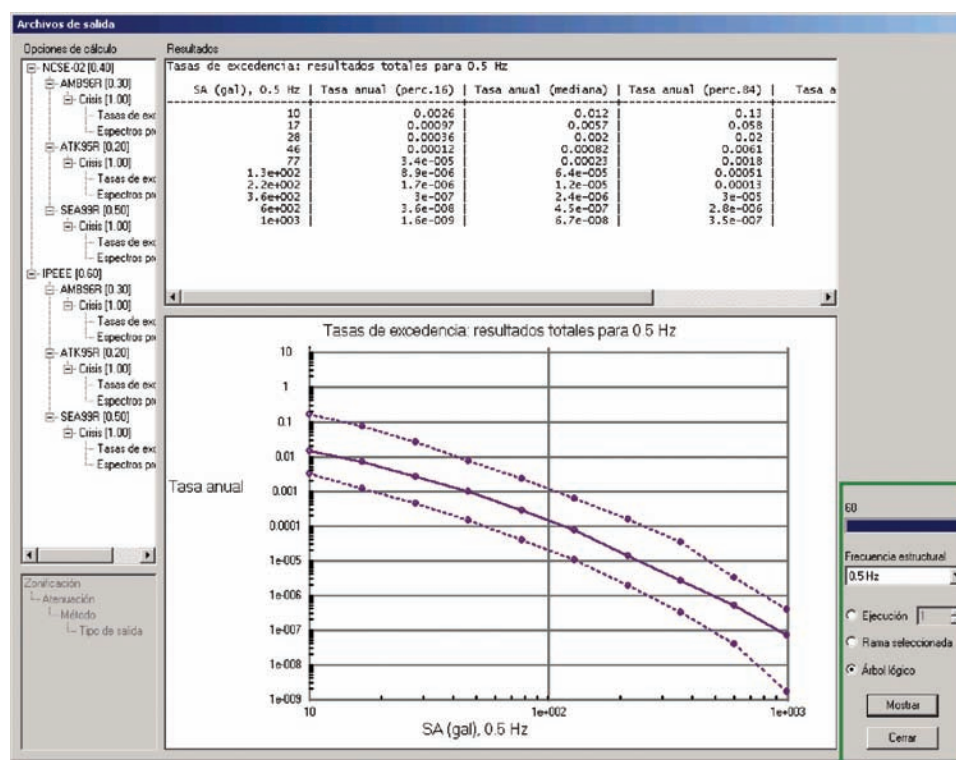 Archivos de salida
Opciones de cálculo
NCSE-02 [0.40]
AMB96R [0.30]
Crisis [1.00]
Tasas de exc
Espectros pr
ATK95R [0.20]
Crisis [1.00]
Tasas de exc
Espectros pr
SEA99R [0.50]
Crisis [1.00]
Tasas de exc
Espectros pr
IPEEE [0.60]
AMB96R [0.30]
Crisis [1.00]
Tasas de exc
Espectros pr
ATK95R [0.20]
Crisis [1.00]
Tasas de exc
Espectros pr
SEA99R [0.50]
Crisis [1.00]
Tasas de exc
Espectros pr
Zonificación
Atenuación
Método
Tipo de salida
Resultados
Tasas de excedencia: resultados totales para 0.5 Hz
SA (gal), 0.5 Hz | Tasa anual (perc.16) | Tasa anual (mediana) | Tasa anual (perc.84) | Tasa a
10 | 0.0026 | 0.012 | 0.13 |
17 | 0.00097 | 0.0057 | 0.058 |
28 | 0.00036 | 0.002 | 0.02 |
46 | 0.00012 | 0.00082 | 0.0061 |
77 | 3.4e-005 | 0.00023 | 0.0018 |
1.3e+002 | 8.9e-006 | 6.4e-005 | 0.00051 |
2.2e+002 | 1.7e-006 | 1.2e-005 | 0.00013 |
3.6e+002 | 3e-007 | 2.4e-006 | 3e-005 |
6e+002 | 3.6e-008 | 4.5e-007 | 2.8e-006 |
1e+003 | 1.6e-009 | 6.7e-008 | 3.5e-007 |
Tasas de excedencia: resultados totales para 0.5 Hz
10
1
0.1
0.01
0.001
0.0001
1e-005
1e-006
1e-007
1e-008
1e-009
Tasa anual
10
1e+002
1e+003
SA (gal), 0.5 Hz
60
Frecuencia estructural
0.5 Hz
Ejecución 1
Rama seleccionada
Árbol lógico
Mostrar
Cerrar